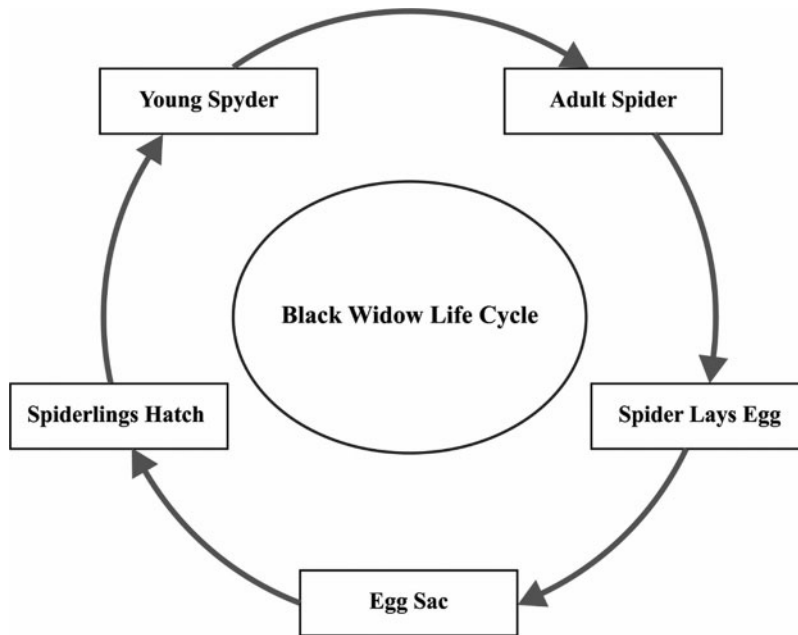 Young Spyder
Adult Spider
Black Widow Life Cycle
Spiderlings Hatch
Spider Lays Egg
Egg Sac